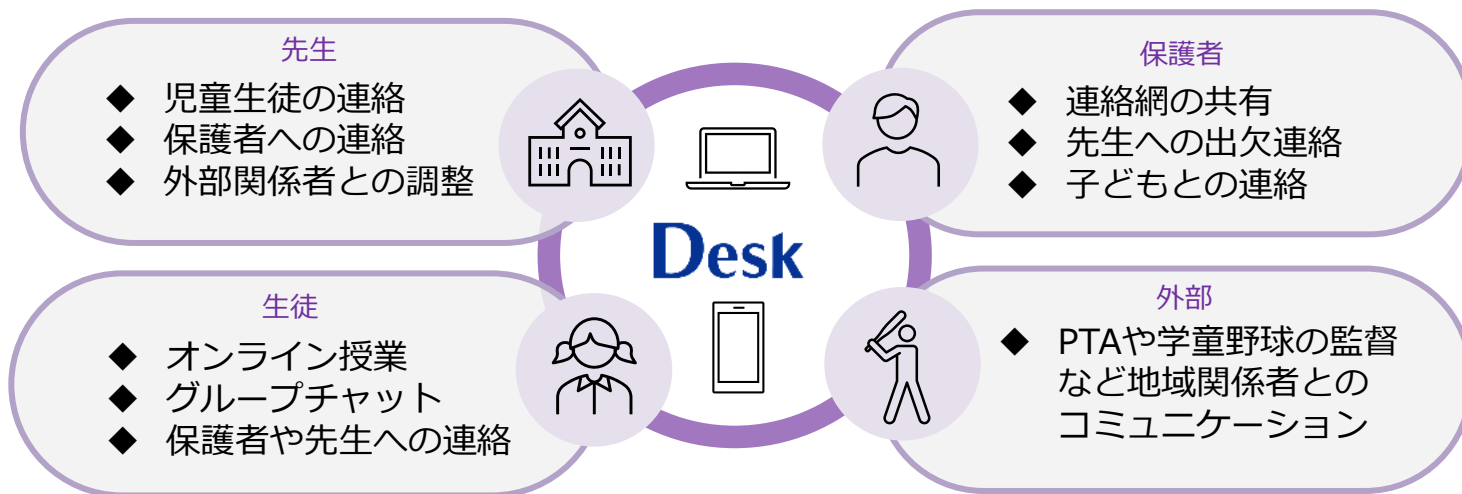 先生
◆ 児童生徒の連絡
◆ 保護者への連絡
◆ 外部関係者との調整
保護者
◆ 連絡網の共有
◆ 先生への出欠連絡
◆ 子どもとの連絡
Desk
生徒
◆ オンライン授業
◆ グループチャット
◆ 保護者や先生への連絡
外部
◆ PTAや学童野球の監督
など地域関係者との
コミュニケーション